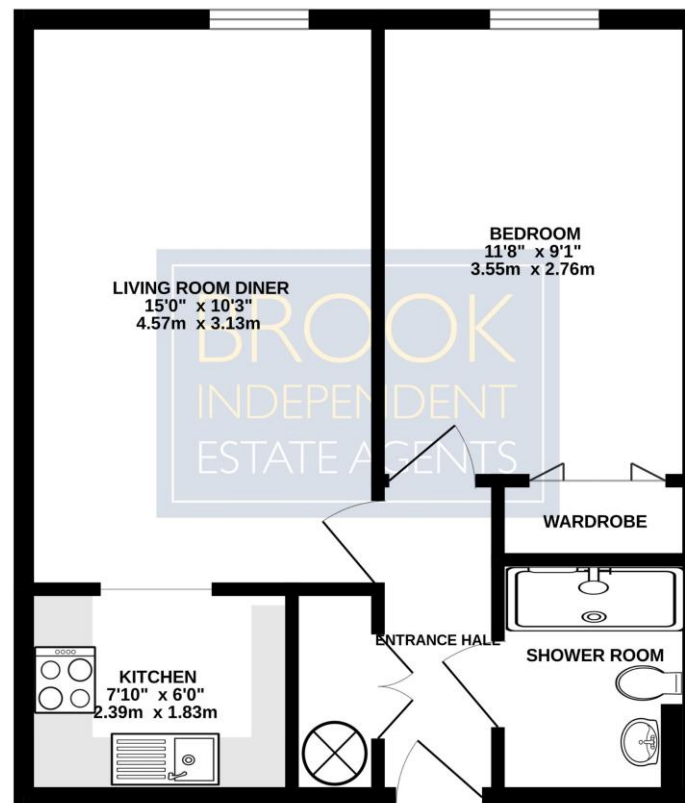 BEDROOM
11'8" x 9'1"
3.55m x 2.76m
LIVING ROOM DINER
15'0" x 10'3"
4.57m x 3.13m
BROOK
INDEPENDENT
ESTATE AGENTS
WARDROBE
ENTRANCE HALL
SHOWER ROOM
KITCHEN
7'10" x 6'0"
2.39m x 1.83m